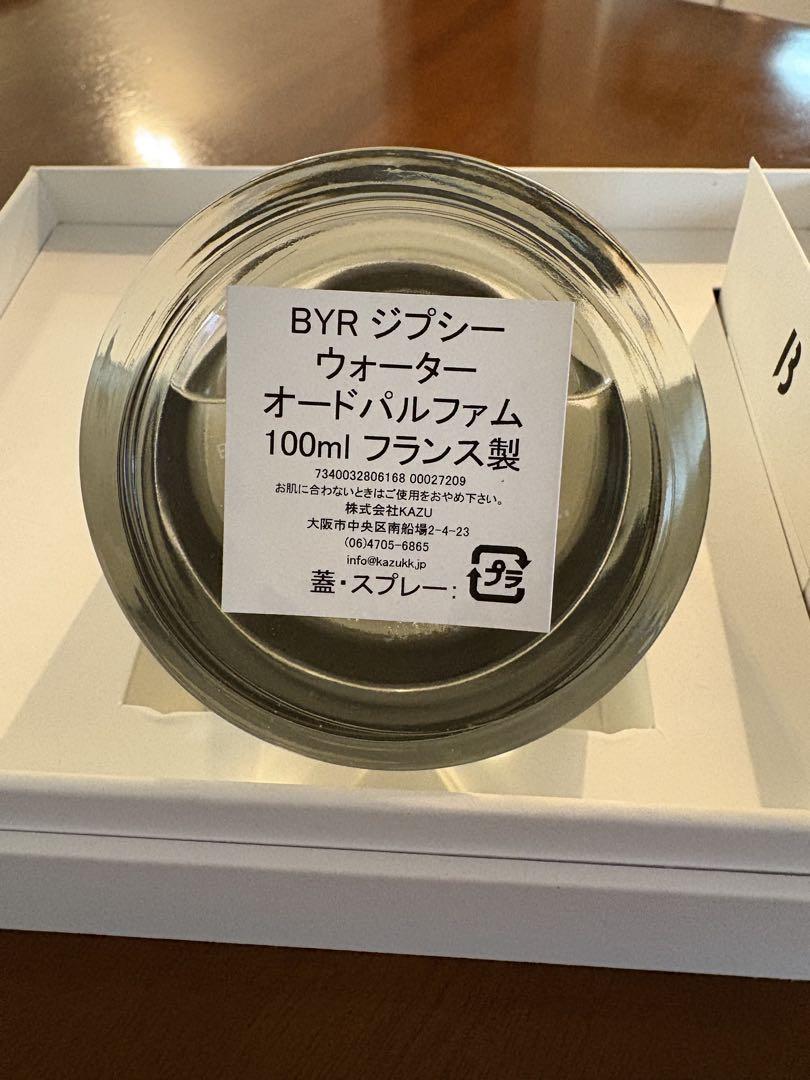 BYR ジプシー
ウォーター
オードパルファム
100ml フランス製
7340032806168 00027209
お肌に合わないときはご使用をおやめ下さい。
株式会社KAZU
大阪市中央区南船場2-4-23
(06)4705-6865
info@kazukk.jp
蓋・スプレー：プラ
B